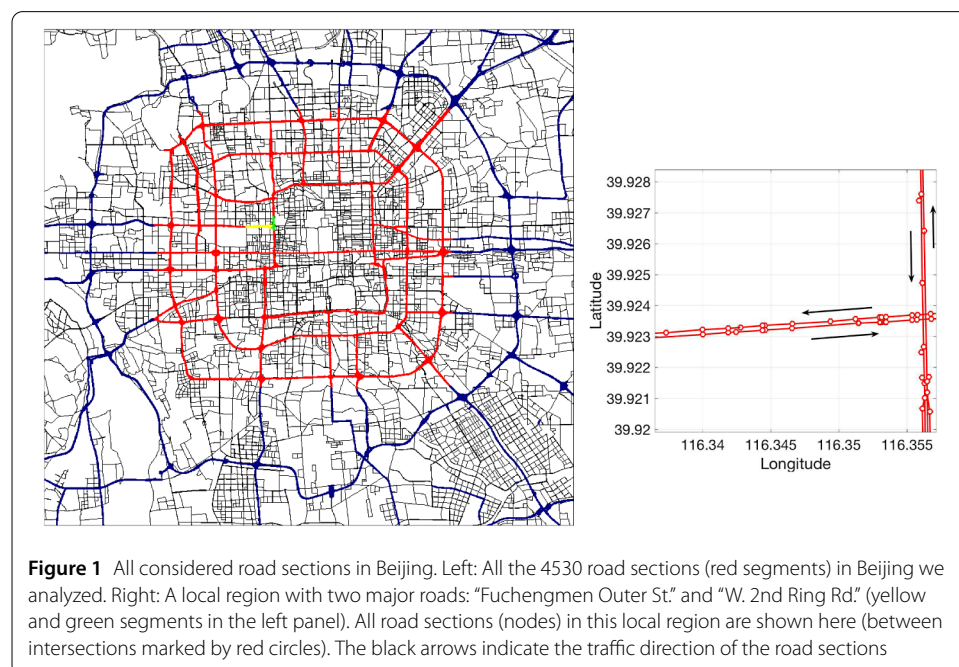 39.928
39.927
39.926
39.925
39.924
39.923
39.922
39.921
39.92
Latitude
116.34 116.345 116.35 116.355
Longitude
Figure 1 All considered road sections in Beijing. Left: All the 4530 road sections (red segments) in Beijing we
analyzed. Right: A local region with two major roads: “Fuchengmen Outer St.” and “W. 2nd Ring Rd.” (yellow
and green segments in the left panel). All road sections (nodes) in this local region are shown here (between
intersections marked by red circles). The black arrows indicate the traffic direction of the road sections